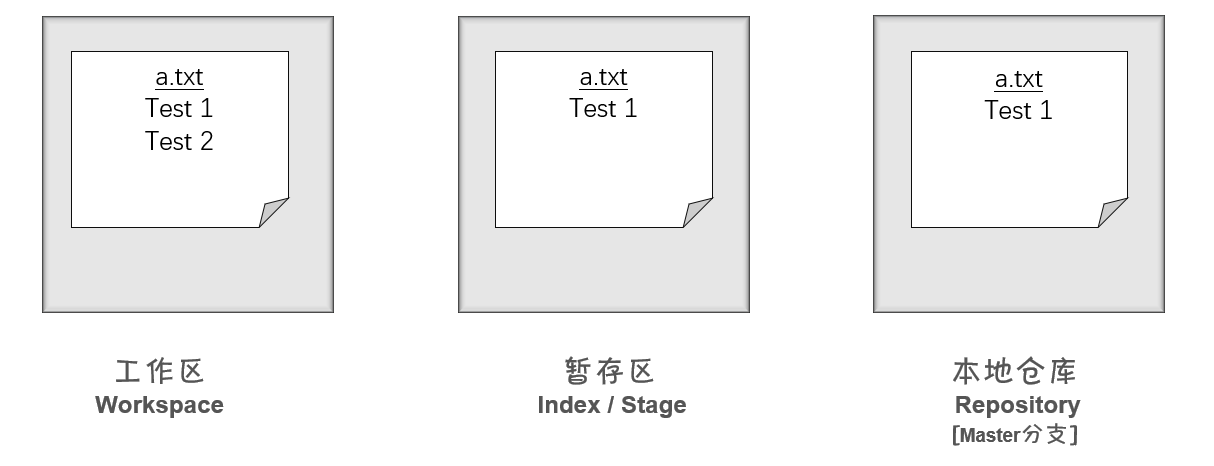 a.txt
Test 1
Test 2
工作区
Workspace
a.txt
Test 1
暂存区
Index / Stage
a.txt
Test 1
本地仓库
Repository
[Master分支]